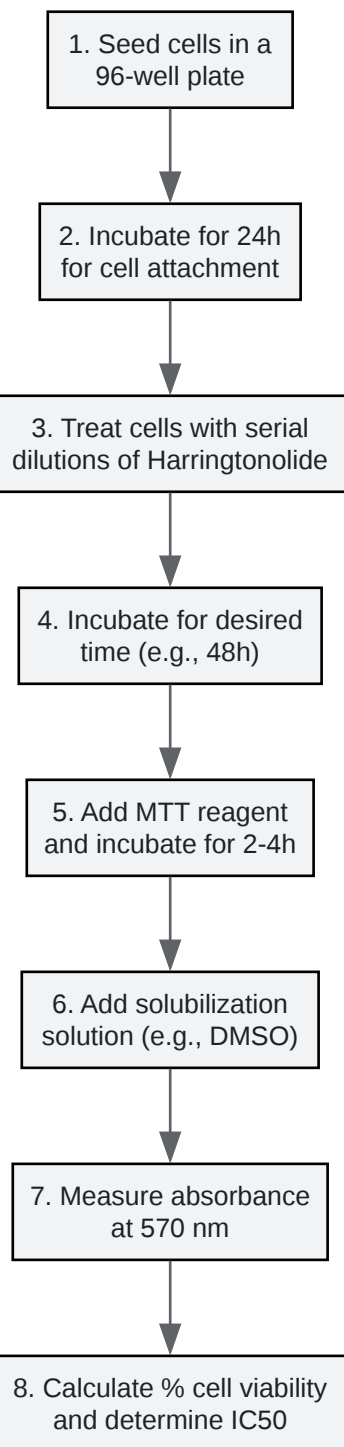 1. Seed cells in a
96-well plate
2. Incubate for 24h
for cell attachment
3. Treat cells with serial
dilutions of Harringtonolide
4. Incubate for desired
time (e.g., 48h)
5. Add MTT reagent
and incubate for 2-4h
6. Add solubilization
solution (e.g., DMSO)
7. Measure absorbance
at 570 nm
8. Calculate % cell viability
and determine IC50